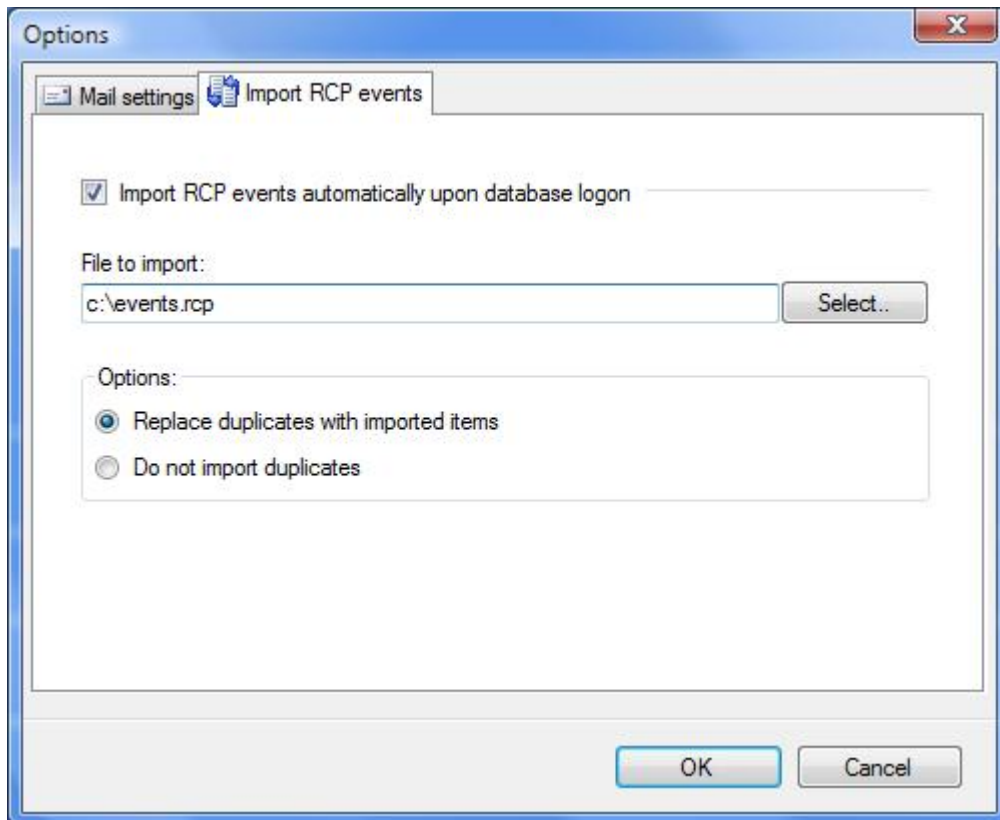 Options
Mail settings
Import RCP events
Import RCP events automatically upon database logon
File to import:
c:\events.rcp
Select..
Options:
Replace duplicates with imported items
Do not import duplicates
OK
Cancel